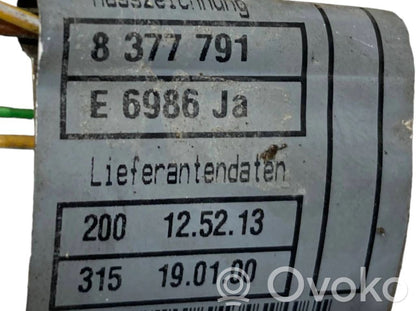 8 377 791
E 6986 Ja
Lieferantendaten
200 12.52.13
315 19.01.00
Ovoko